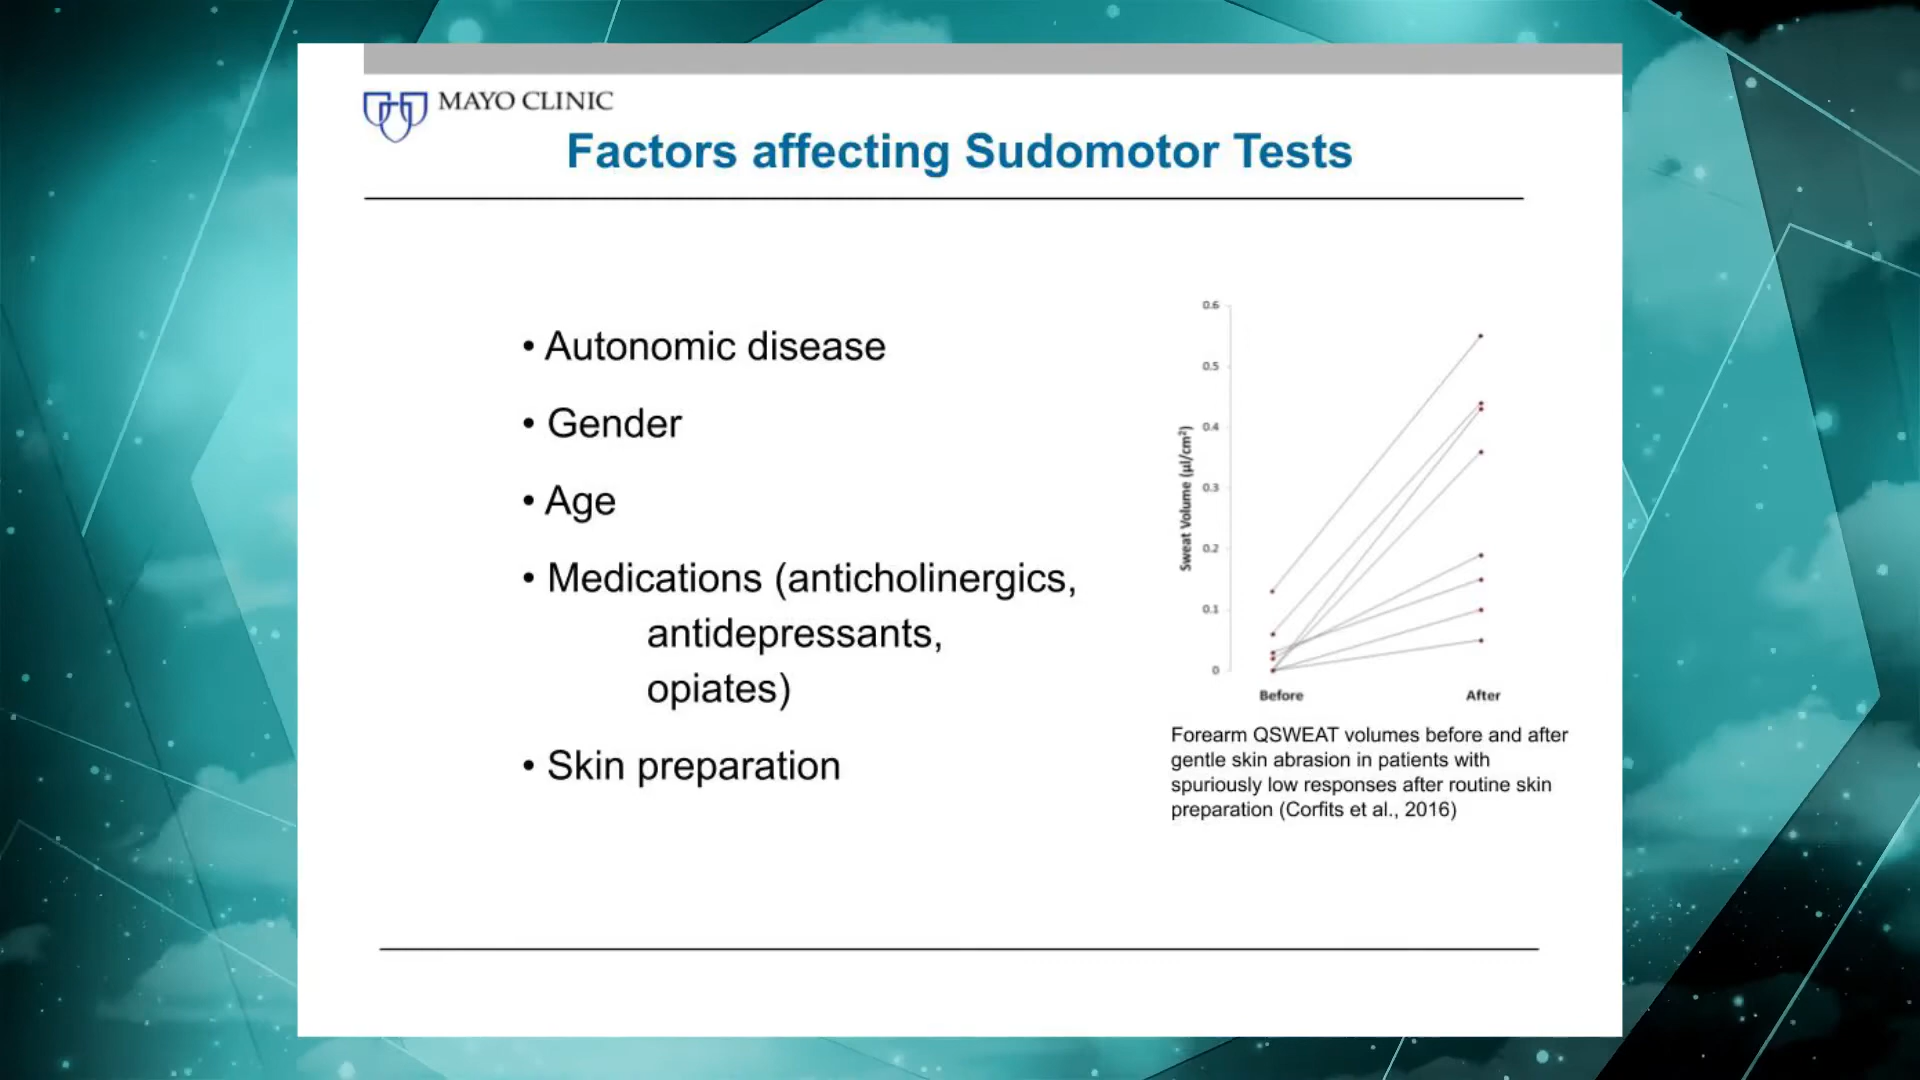 MAYO CLINIC
Factors affecting Sudomotor Tests
• Autonomic disease
• Gender
• Age
• Medications (anticholinergics,
antidepressants,
opiates)
• Skin preparation
0.6
0.5
0.4
0.3
0.2
0.1
0
Sweat Volume (µl/cm²)
Before After
Forearm QSWEAT volumes before and after
gentle skin abrasion in patients with
spuriously low responses after routine skin
preparation (Corfits et al., 2016)